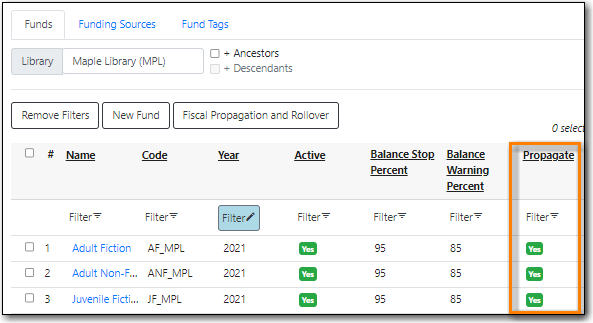 Funds Funding Sources Fund Tags
Library Maple Library (MPL) + Ancestors
+ Descendants
Remove Filters New Fund Fiscal Propagation and Rollover
0 selec
# Name Code Year Active Balance Stop Percent Balance Warning Percent Propagate
Filter Filter Filter Filter Filter Filter Filter
1 Adult Fiction AF_MPL 2021 Yes 95 85 Yes
2 Adult Non-F... ANF_MPL 2021 Yes 95 85 Yes
3 Juvenile Ficti... JF_MPL 2021 Yes 95 85 Yes